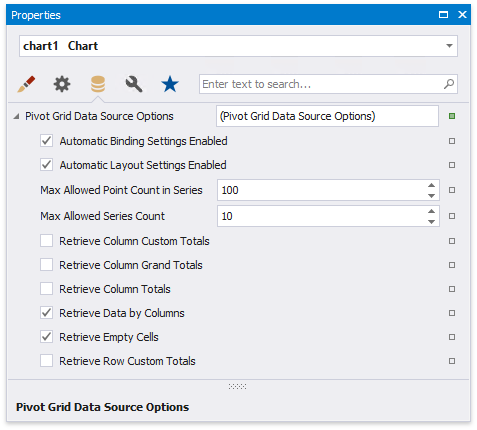 Properties
chart1 Chart
Enter text to search...
Pivot Grid Data Source Options (Pivot Grid Data Source Options)
Automatic Binding Settings Enabled
Automatic Layout Settings Enabled
Max Allowed Point Count in Series 100
Max Allowed Series Count 10
Retrieve Column Custom Totals
Retrieve Column Grand Totals
Retrieve Column Totals
Retrieve Data by Columns
Retrieve Empty Cells
Retrieve Row Custom Totals
Pivot Grid Data Source Options